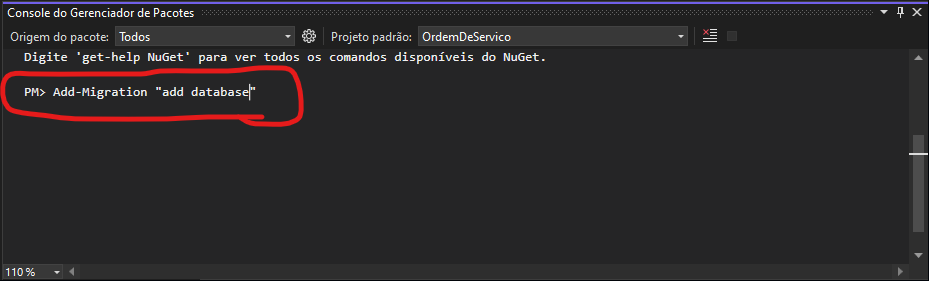 Console do Gerenciador de Pacotes
Origem do pacote: Todos Projeto padrão: OrdemDeServico
Digite 'get-help NuGet' para ver todos os comandos disponíveis do NuGet.
PM> Add-Migration "add database"
110 %